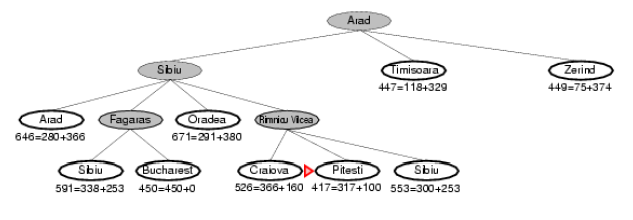 Arad
Sibiu Timisoara Zerind
447=118+329 449=75+374
Arad Fagaras Oradea Rimnicu Vilcea
646=280+366 671=291+380
Sibiu Bucharest Craiova Pitesti Sibiu
591=338+253 450=450+0 526=366+160 417=317+100 553=300+253